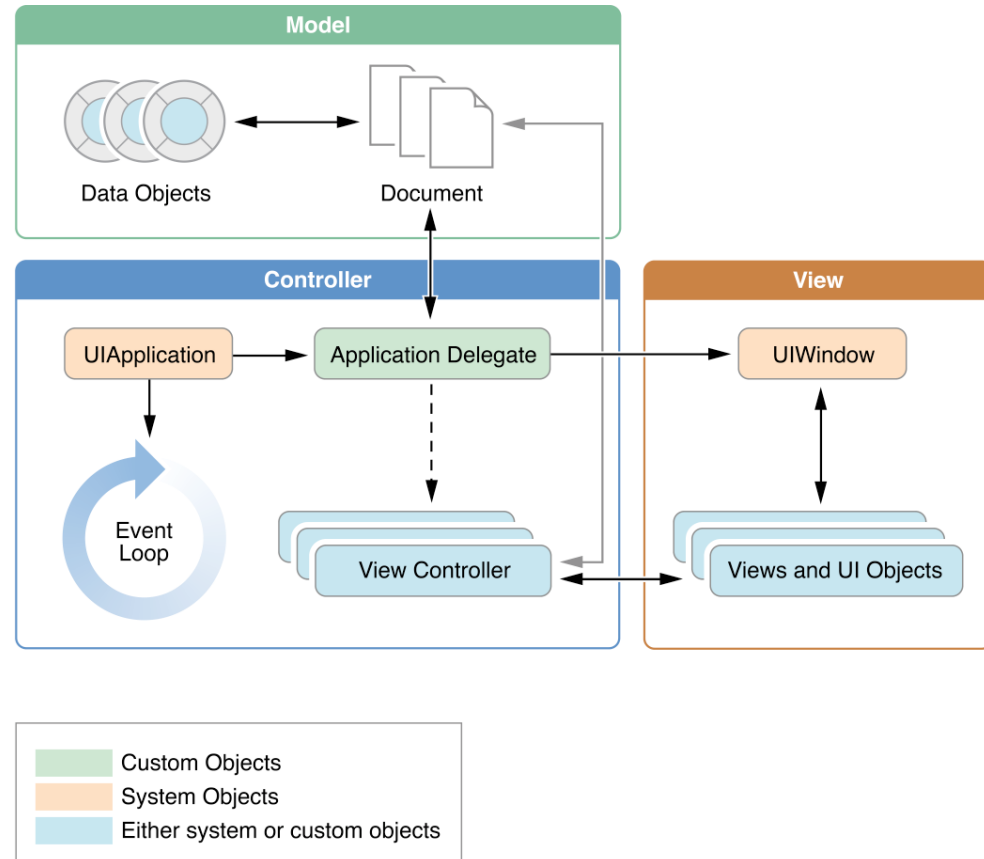 Model
Data Objects
Document
Controller
View
UIApplication
Application Delegate
UIWindow
Event
Loop
View Controller
Views and UI Objects
Custom Objects
System Objects
Either system or custom objects